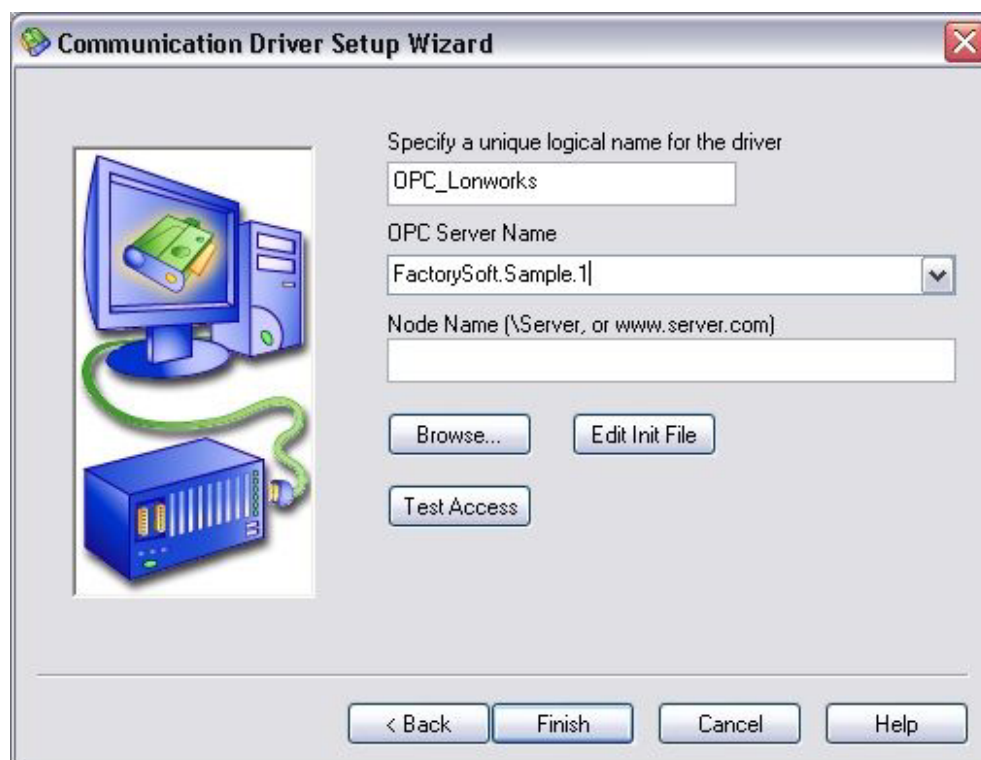 Communication Driver Setup Wizard
Specify a unique logical name for the driver
OPC_Lonworks
OPC Server Name
FactorySoft.Sample.1
Node Name (\Server, or www.server.com)
Browse... Edit Init File
Test Access
< Back Finish Cancel Help